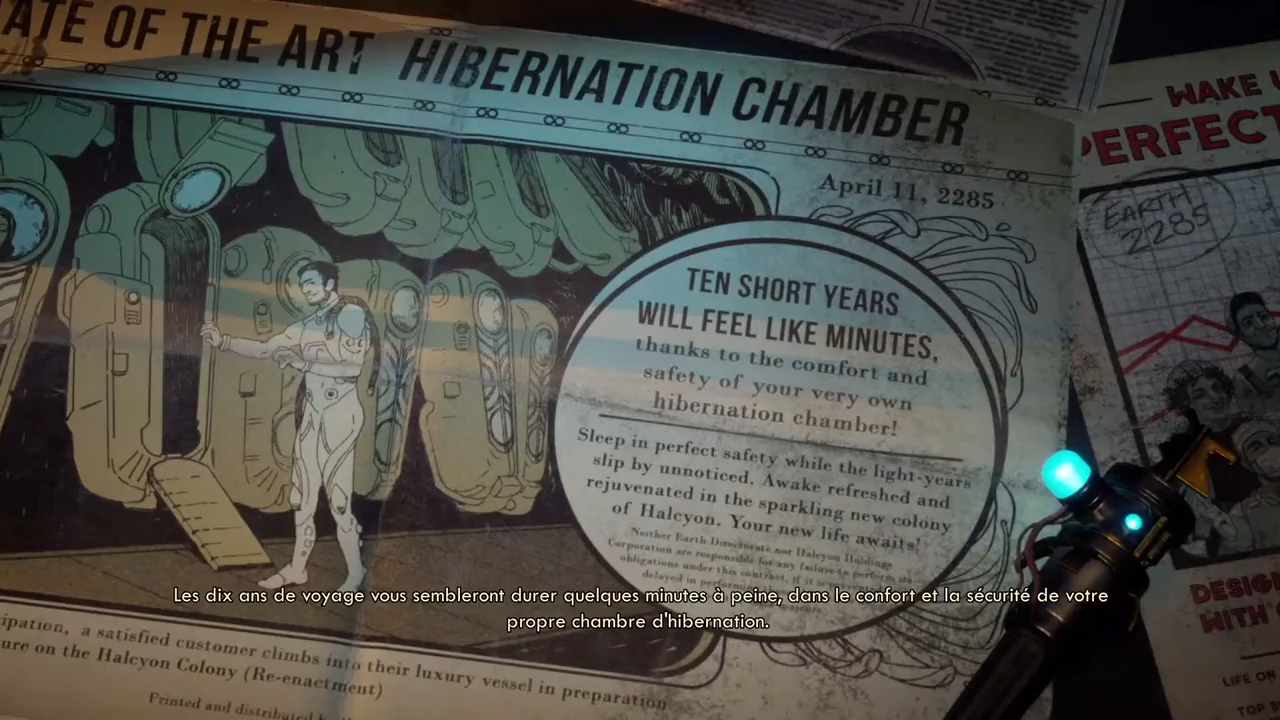 ATE OF THE ART HIBERNATION CHAMBER
April 11, 2285
TEN SHORT YEARS
WILL FEEL LIKE MINUTES,
thanks to the comfort and
safety of your very own
hibernation chamber!
Sleep in perfect safety while the light-years
slip by unnoticed. Awake refreshed and
rejuvenated in the sparkling new colony
of Halcyon. Your new life awaits!
Neither Earth Directorate nor Halcyon Holdings
Corporation are responsible for any failure to perform its
obligations under this contract, if it is
delayed in
WAKE
PERFECT
EARTH
2285
DESIG
WITH
LIFE ON
TOP
Les dix ans de voyage vous sembleront durer quelques minutes à peine, dans le confort et la sécurité de votre
propre chambre d'hibernation.
ipation, a satisfied customer climbs into their luxury vessel in preparation
ure on the Halcyon Colony (Re-enactment)
Printed and distributed